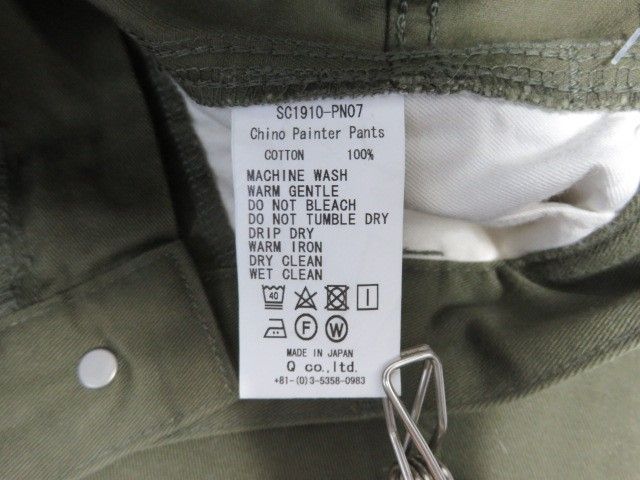 SC1910-PN07
Chino Painter Pants
COTTON 100%
MACHINE WASH
WARM GENTLE
DO NOT BLEACH
DO NOT TUMBLE DRY
DRIP DRY
WARM IRON
DRY CLEAN
WET CLEAN
40
F W
MADE IN JAPAN
Q co.,ltd.
+81-(0)3-5358-0983